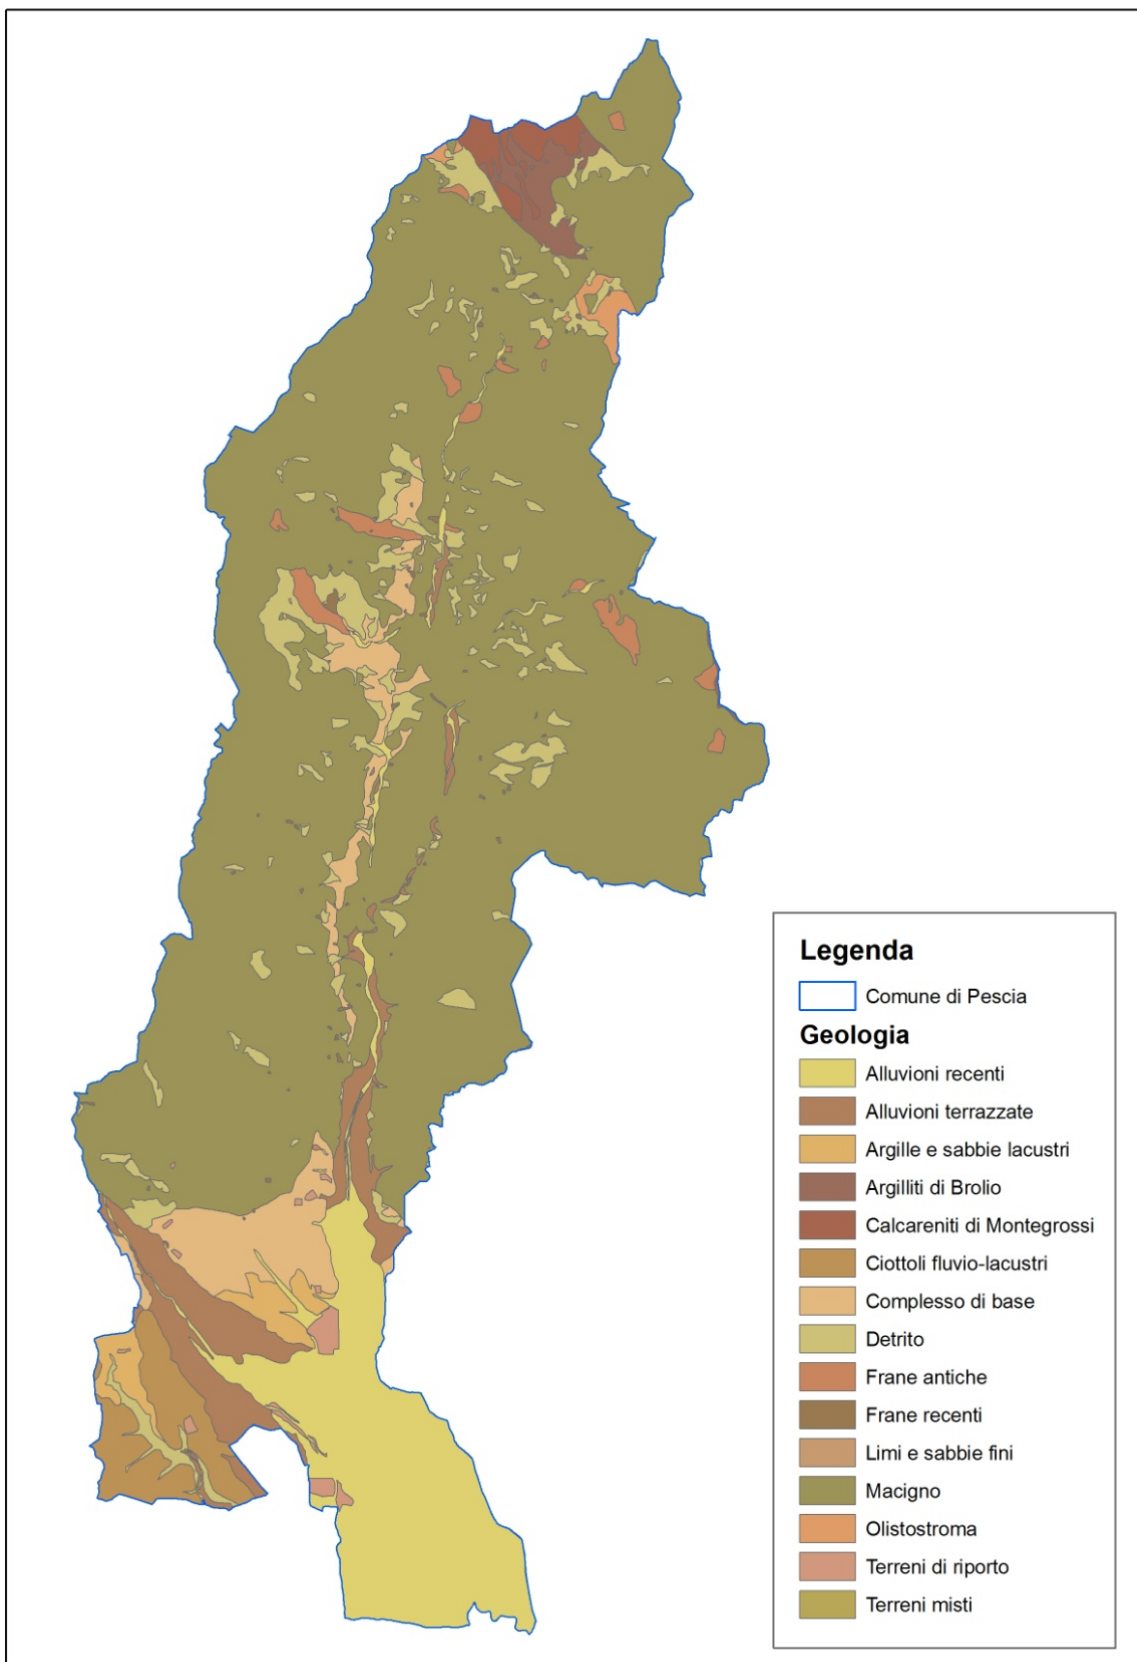 Legenda
Comune di Pescia
Geologia
Alluvioni recenti
Alluvioni terrazzate
Argille e sabbie lacustri
Argilliti di Brolio
Calcareniti di Montegrossi
Ciottoli fluvio-lacustri
Complesso di base
Detrito
Frane antiche
Frane recenti
Limi e sabbie fini
Macigno
Olistostroma
Terreni di riporto
Terreni misti